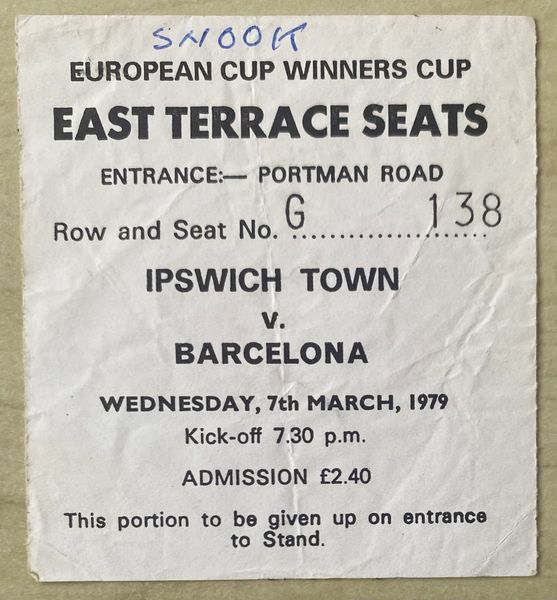 SNOOK
EUROPEAN CUP WINNERS CUP
EAST TERRACE SEATS
ENTRANCE:— PORTMAN ROAD
Row and Seat No. G 138
IPSWICH TOWN
v.
BARCELONA
WEDNESDAY, 7th MARCH, 1979
Kick-off 7.30 p.m.
ADMISSION £2.40
This portion to be given up on entrance
to Stand.